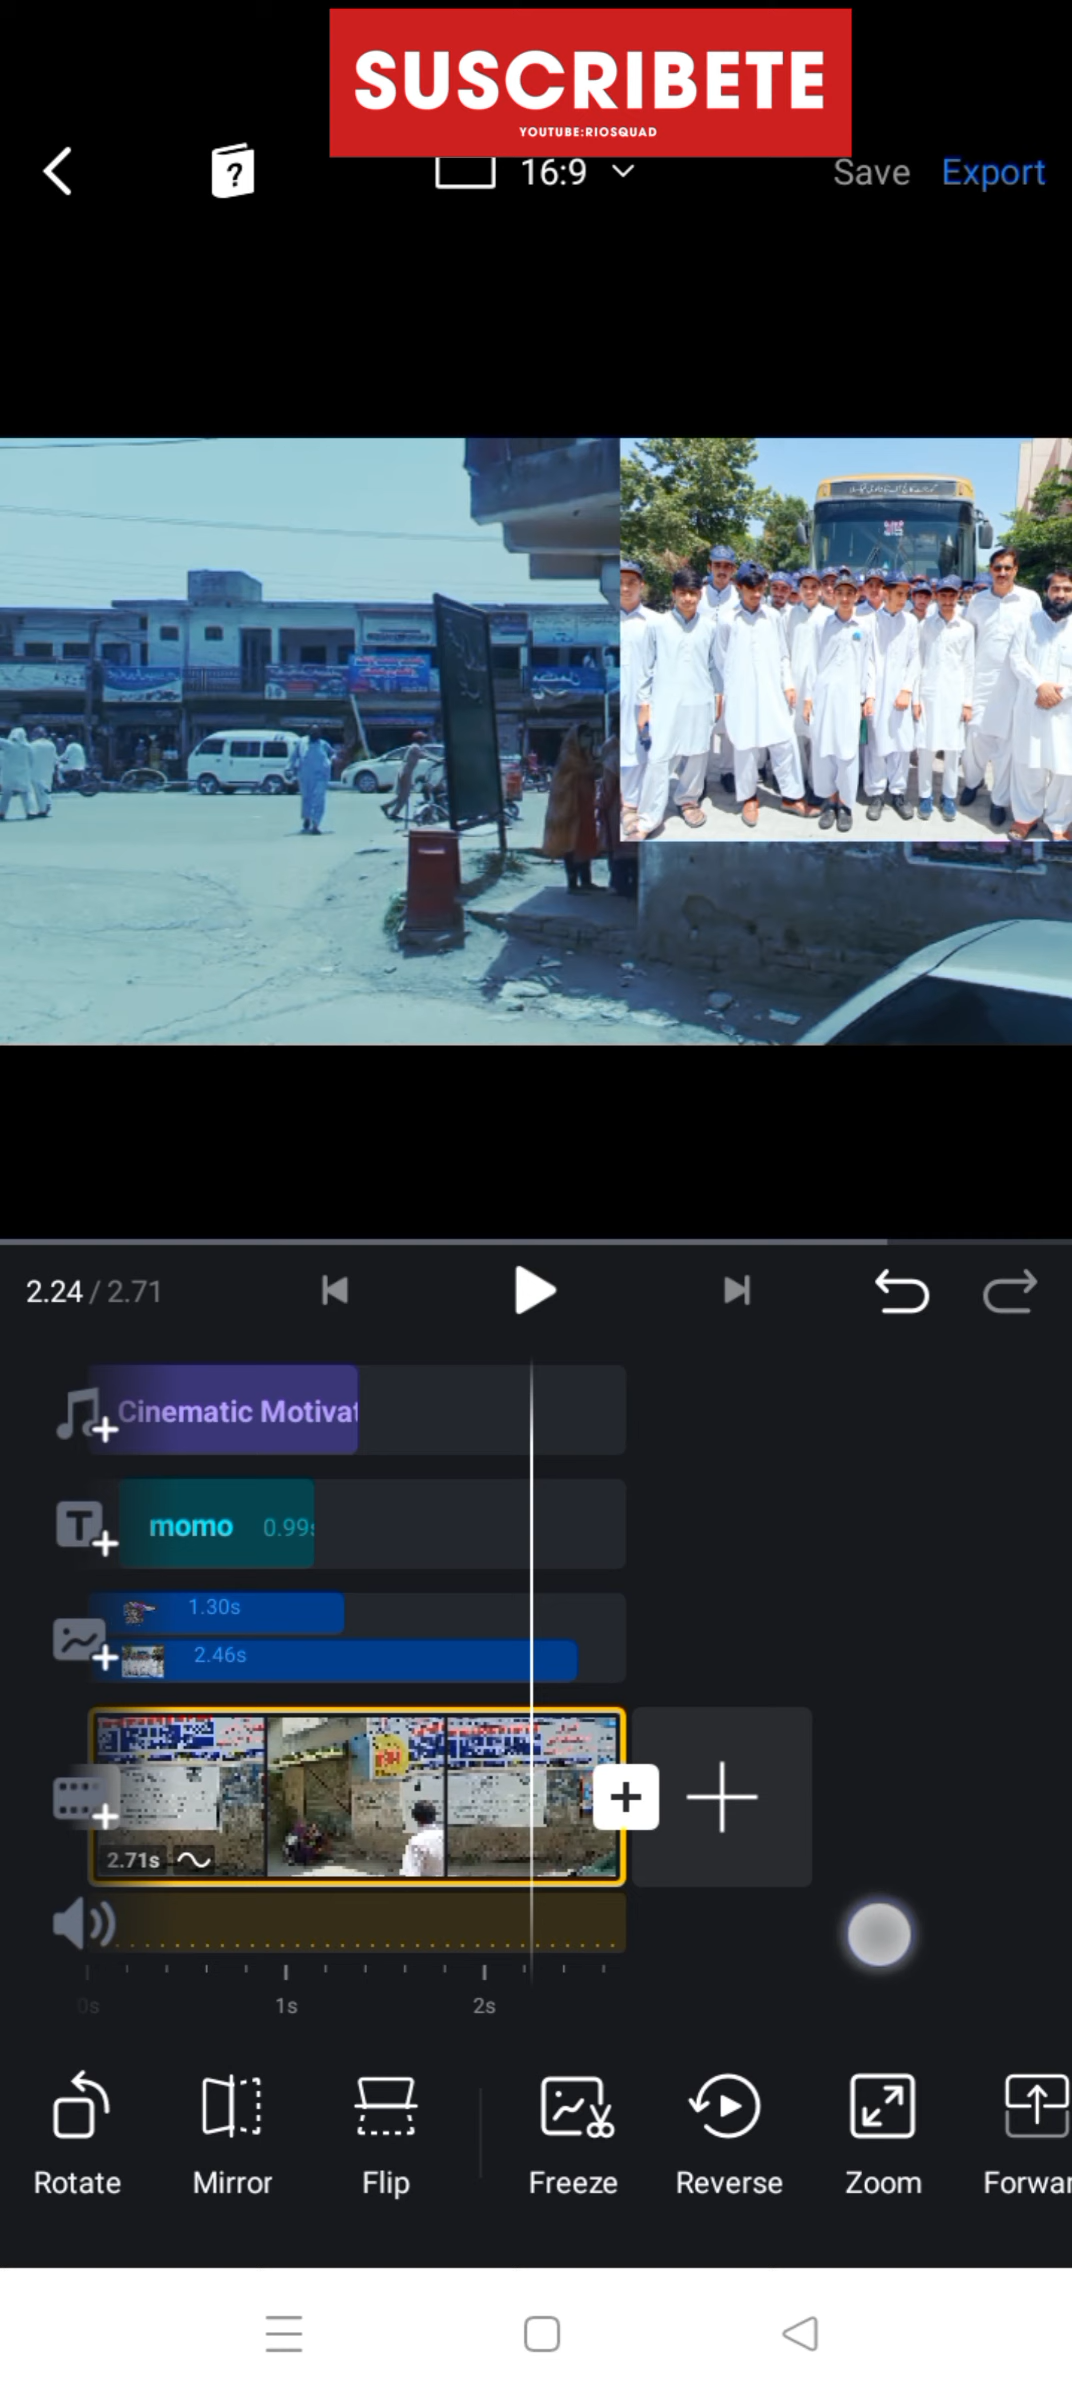 SUSCRIBETE
YOUTUBE:RIOSQUAD
16:9
Save
Export
2.24 / 2.71
Cinematic Motivat
momo 0.99s
1.30s
2.46s
2.71s
0s 1s 2s
Rotate
Mirror
Flip
Freeze
Reverse
Zoom
Forwar